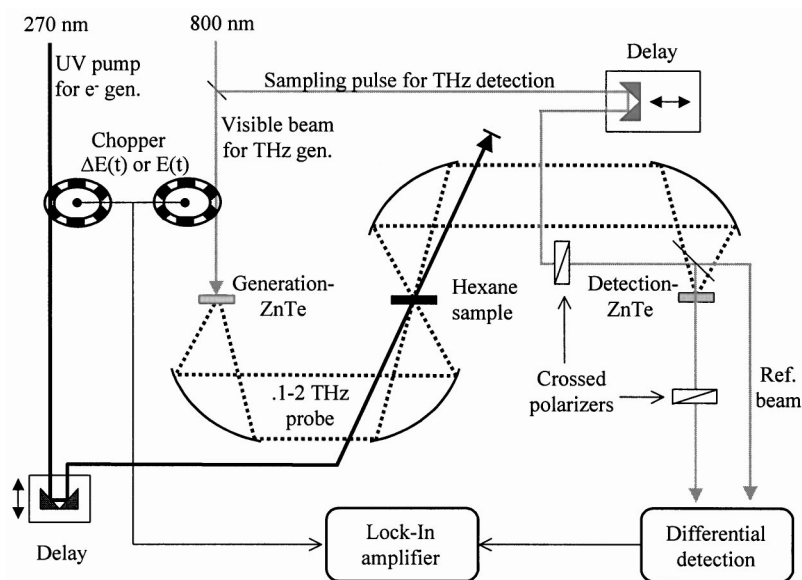 270 nm
800 nm
UV pump
for e⁻ gen.
Sampling pulse for THz detection
Delay
Visible beam
for THz gen.
Chopper
ΔE(t) or E(t)
Generation-
ZnTe
Hexane
sample
Detection-
ZnTe
.1-2 THz
probe
Crossed
polarizers
Ref.
beam
Delay
Lock-In
amplifier
Differential
detection